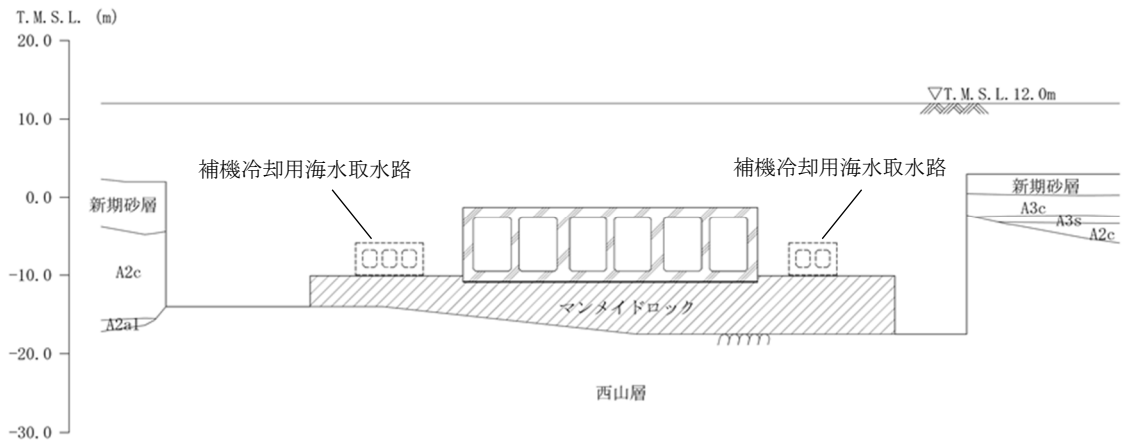 T.M.S.L. (m)
20.0
▽T.M.S.L.12.0m
10.0
補機冷却用海水取水路
補機冷却用海水取水路
0.0
新期砂層
新期砂層
A3c
A3s
A2c
A2c
-10.0
マンメイドロック
A2a1
-20.0
西山層
-30.0